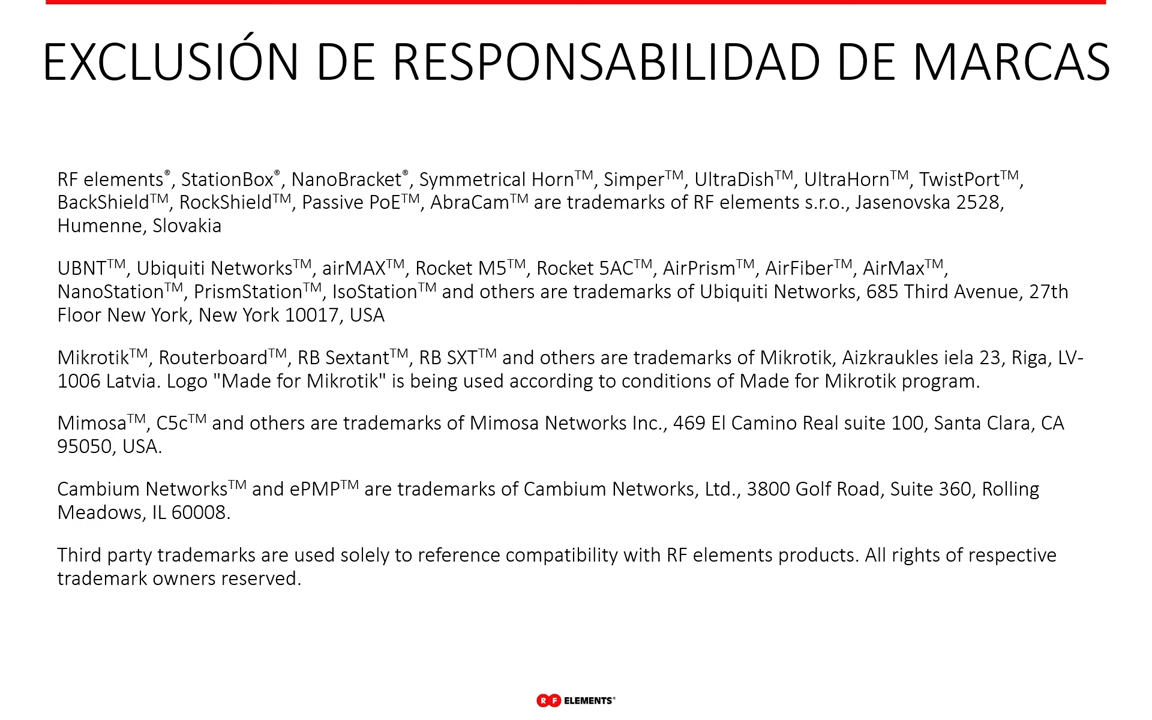 EXCLUSIÓN DE RESPONSABILIDAD DE MARCAS
RF elements®, StationBox®, NanoBracket®, Symmetrical Horn™, Simper™, UltraDish™, UltraHorn™, TwistPort™,
BackShield™, RockShield™, Passive PoE™, AbraCam™ are trademarks of RF elements s.r.o., Jasenovska 2528,
Humenne, Slovakia
UBNT™, Ubiquiti Networks™, airMAX™, Rocket M5™, Rocket 5AC™, AirPrism™, AirFiber™, AirMax™,
NanoStation™, PrismStation™, IsoStation™ and others are trademarks of Ubiquiti Networks, 685 Third Avenue, 27th
Floor New York, New York 10017, USA
Mikrotik™, Routerboard™, RB Sextant™, RB SXT™ and others are trademarks of Mikrotik, Aizkraukles iela 23, Riga, LV-
1006 Latvia. Logo "Made for Mikrotik" is being used according to conditions of Made for Mikrotik program.
Mimosa™, C5c™ and others are trademarks of Mimosa Networks Inc., 469 El Camino Real suite 100, Santa Clara, CA
95050, USA.
Cambium Networks™ and ePMP™ are trademarks of Cambium Networks, Ltd., 3800 Golf Road, Suite 360, Rolling
Meadows, IL 60008.
Third party trademarks are used solely to reference compatibility with RF elements products. All rights of respective
trademark owners reserved.
RF ELEMENTS®